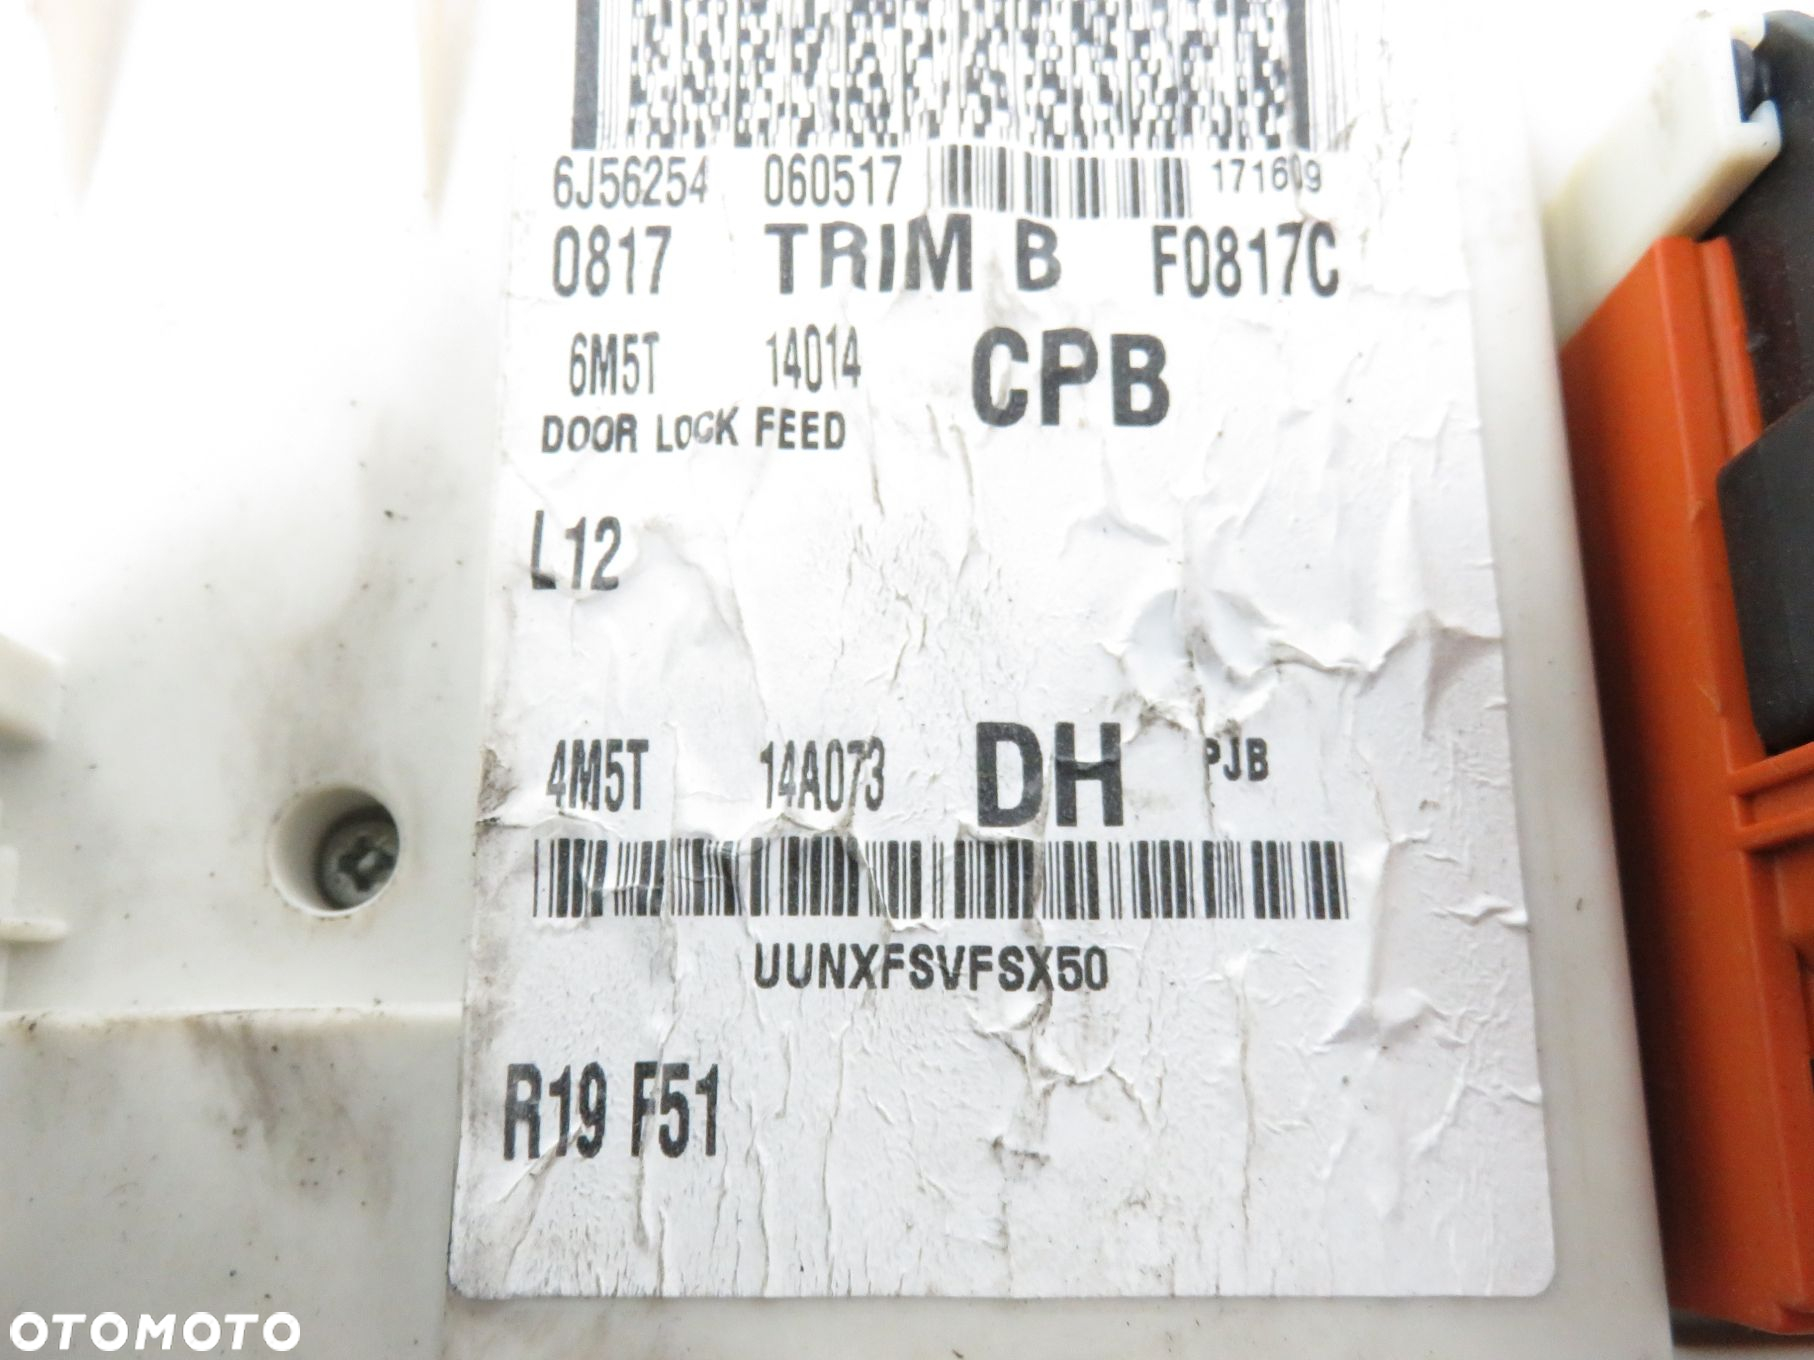 6J56254 060517 171609
0817 TRIM B F0817C
6M5T 14014 CPB
DOOR LOCK FEED
L12
4M5T 14A073 DH PJB
UUNXFSVFSX50
R19 F51
OTOMOTO